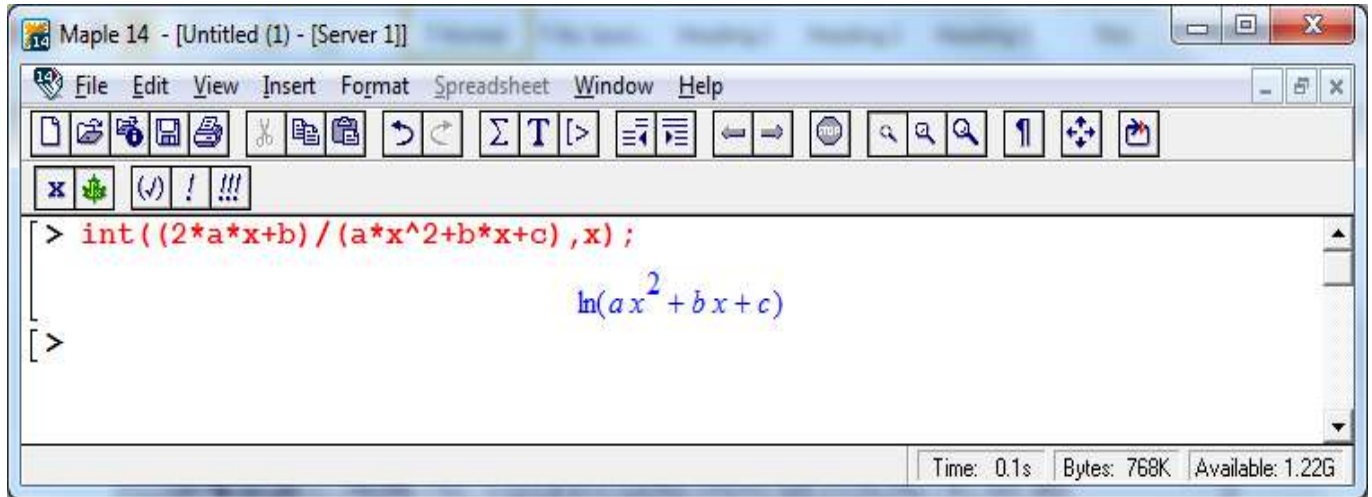 Maple 14 - [Untitled (1) - [Server 1]]
File Edit View Insert Format Spreadsheet Window Help
Σ T [> STOP ¶
x (√) ! !!!
[> int((2*a*x+b)/(a*x^2+b*x+c),x);
ln(a x² + b x + c)
[>
Time: 0.1s Bytes: 768K Available: 1.22G